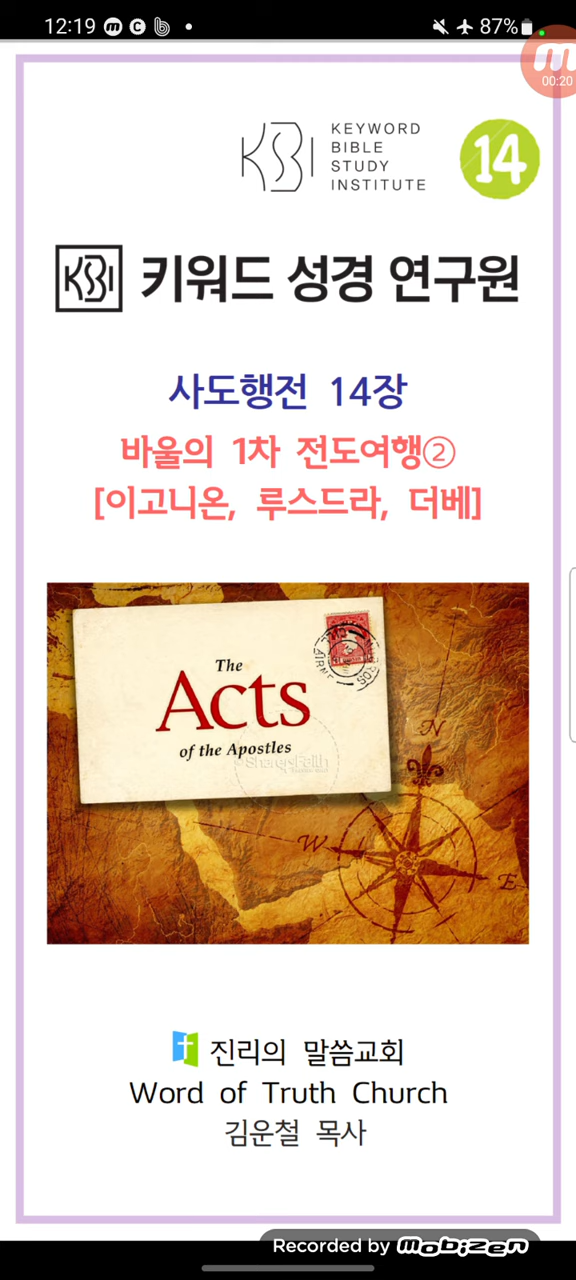 12:19
87%
00:20
KEYWORD
BIBLE
STUDY
INSTITUTE
14
KSBI 키워드 성경 연구원
사도행전 14장
바울의 1차 전도여행②
[이고니온, 루스드라, 더베]
The
Acts
of the Apostles
SharefFaith
N
W
E
진리의 말씀교회
Word of Truth Church
김운철 목사
Recorded by mobizen